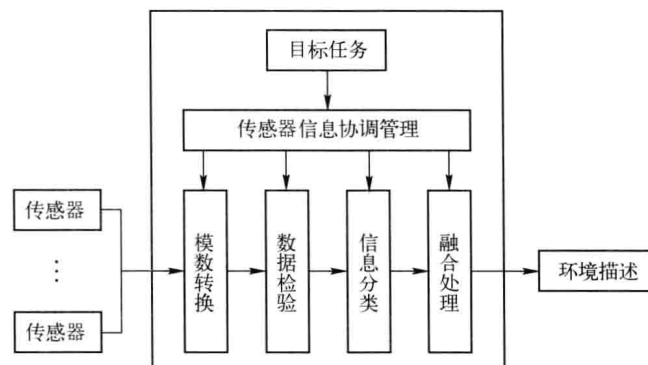 目标任务
传感器信息协调管理
传感器
⋮
传感器
模数转换
数据检验
信息分类
融合处理
环境描述